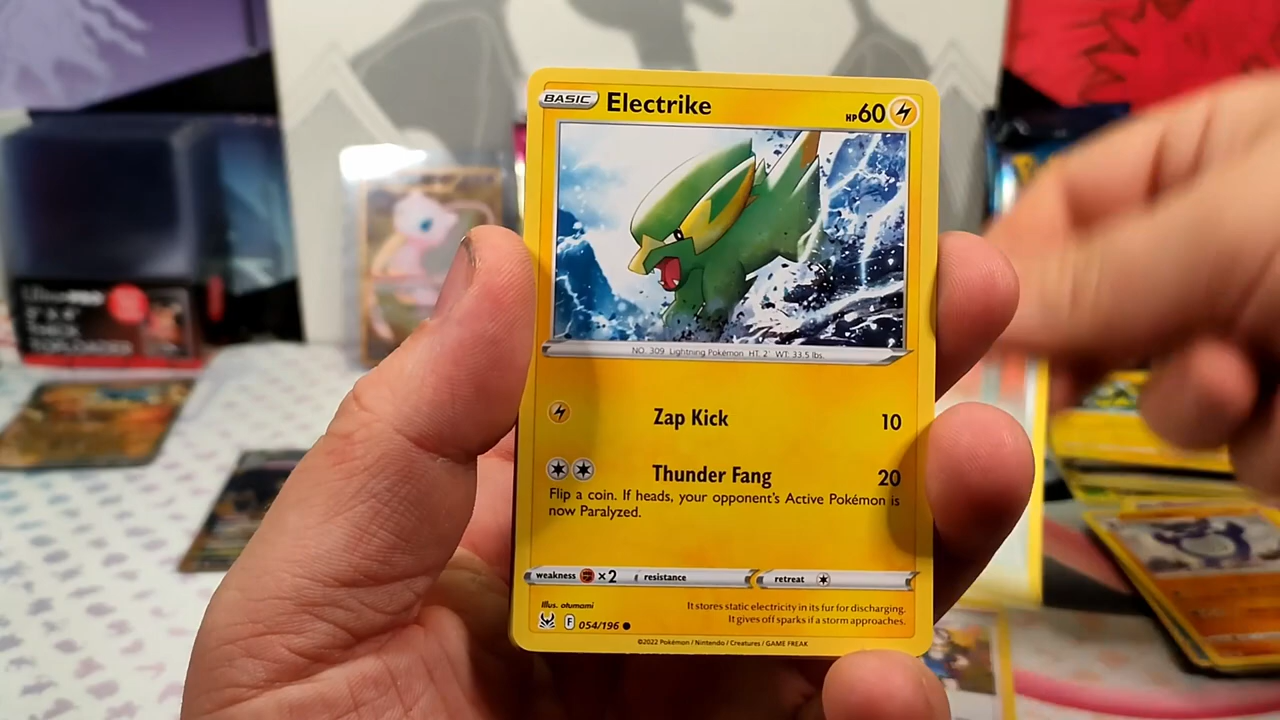 BASIC Electrike HP 60
NO. 309 Lightning Pokémon HT. 2' WT. 33.5 lbs.
Zap Kick 10
Thunder Fang 20
Flip a coin. If heads, your opponent's Active Pokémon is
now Paralyzed.
weakness ×2 resistance retreat
Illus. otumami
It stores static electricity in its fur for discharging.
It gives off sparks if a storm approaches.
F 054/196
©2022 Pokémon / Nintendo / Creatures / GAME FREAK